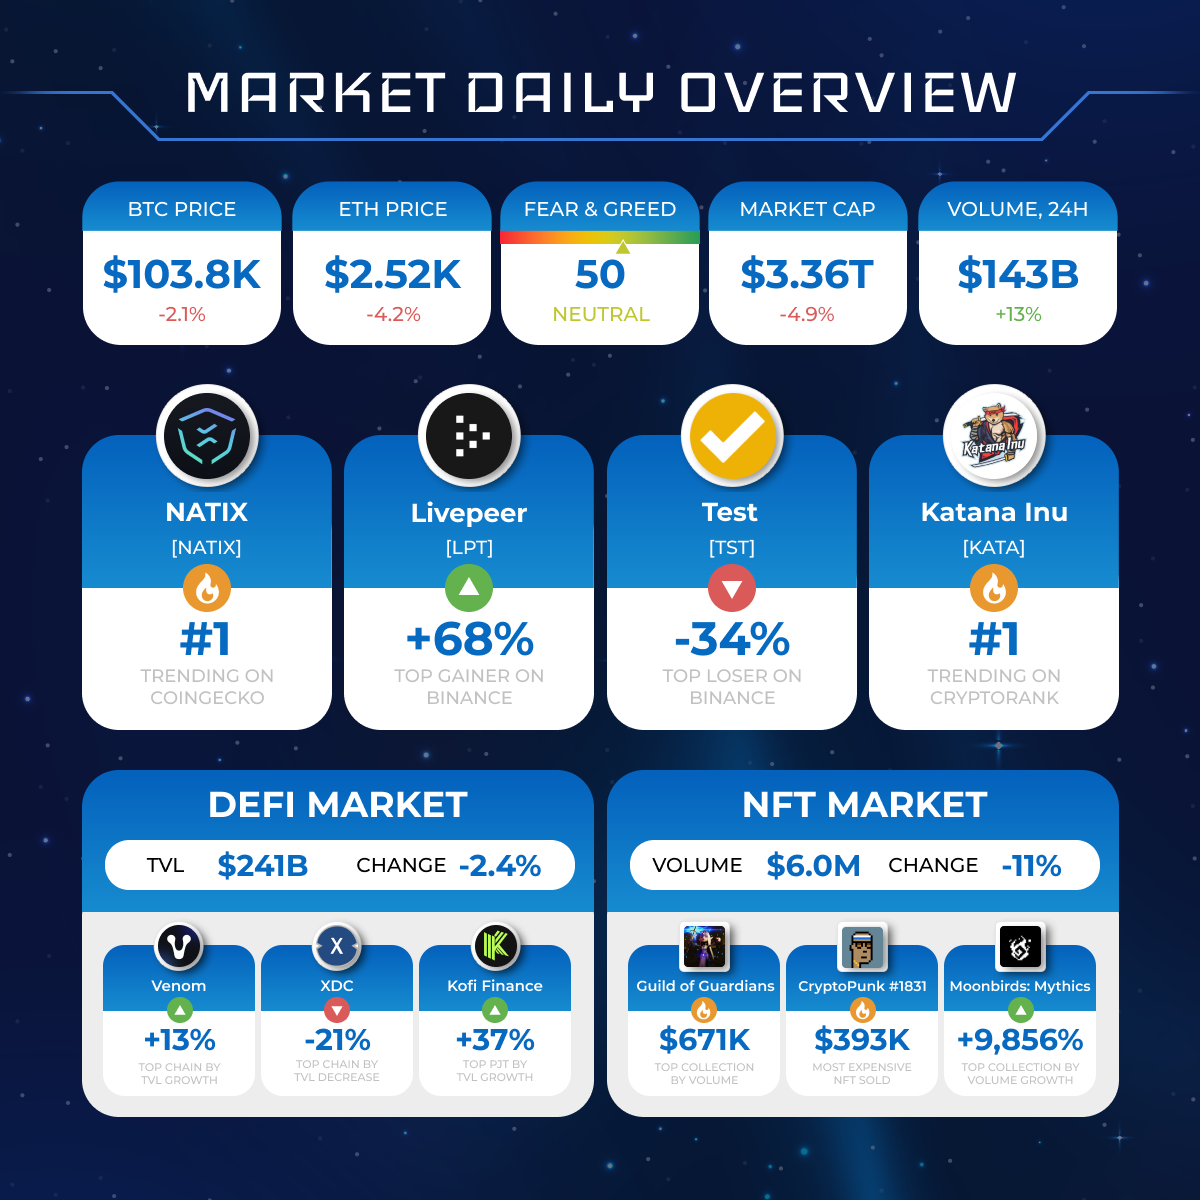 MARKET DAILY OVERVIEW
BTC PRICE
$103.8K
-2.1%
ETH PRICE
$2.52K
-4.2%
FEAR & GREED
50
NEUTRAL
MARKET CAP
$3.36T
-4.9%
VOLUME, 24H
$143B
+13%
NATIX
[NATIX]
#1
TRENDING ON
COINGECKO
Livepeer
[LPT]
+68%
TOP GAINER ON
BINANCE
Test
[TST]
-34%
TOP LOSER ON
BINANCE
Katana Inu
Katana Inu
[KATA]
#1
TRENDING ON
CRYPTORANK
DEFI MARKET
TVL $241B CHANGE -2.4%
Venom
+13%
TOP CHAIN BY
TVL GROWTH
X
XDC
-21%
TOP CHAIN BY
TVL DECREASE
Kofi Finance
+37%
TOP PJT BY
TVL GROWTH
NFT MARKET
VOLUME $6.0M CHANGE -11%
Guild of Guardians
$671K
TOP COLLECTION
BY VOLUME
CryptoPunk #1831
$393K
MOST EXPENSIVE
NFT SOLD
Moonbirds: Mythics
+9,856%
TOP COLLECTION BY
VOLUME GROWTH